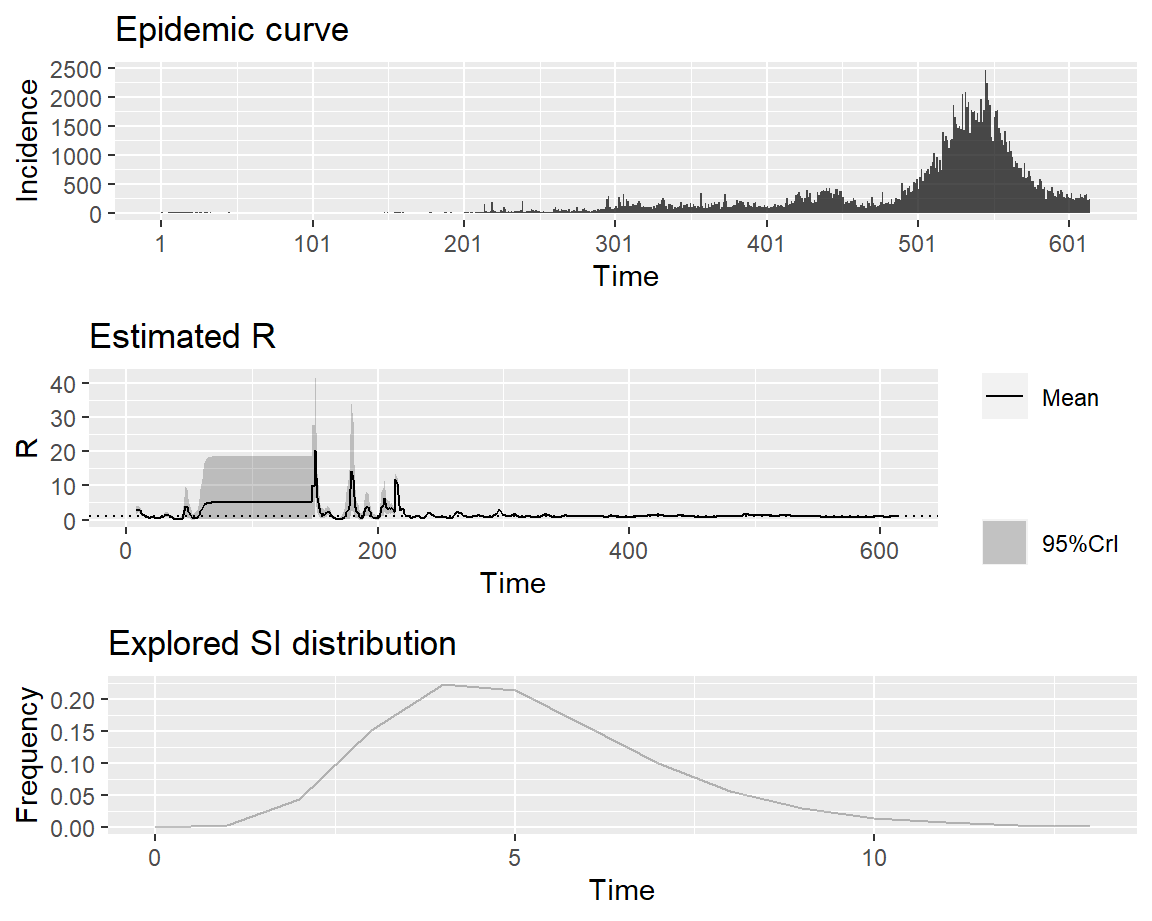 Epidemic curve
2500
2000
1500
1000
500
0
Incidence
1 101 201 301 401 501 601
Time
Estimated R
40
30
20
10
0
R
0 200 400 600
Time
Mean
95%CrI
Explored SI distribution
0.20
0.15
0.10
0.05
0.00
Frequency
0 5 10
Time